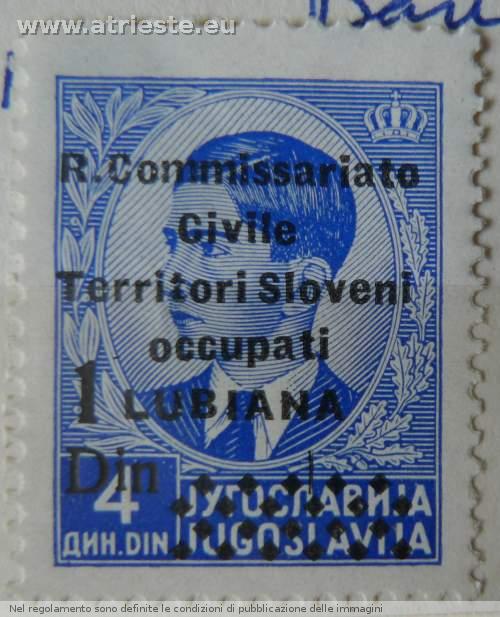 www.atrieste.eu
R. Commissariato
Civile
Territori Sloveni
occupati
1 LUBIANA
Din
4 ЈУГОСЛАВИЈА
ДИН. DIN JUGOSLAVIJA
Nel regolamento sono definite le condizioni di pubblicazione delle immagini